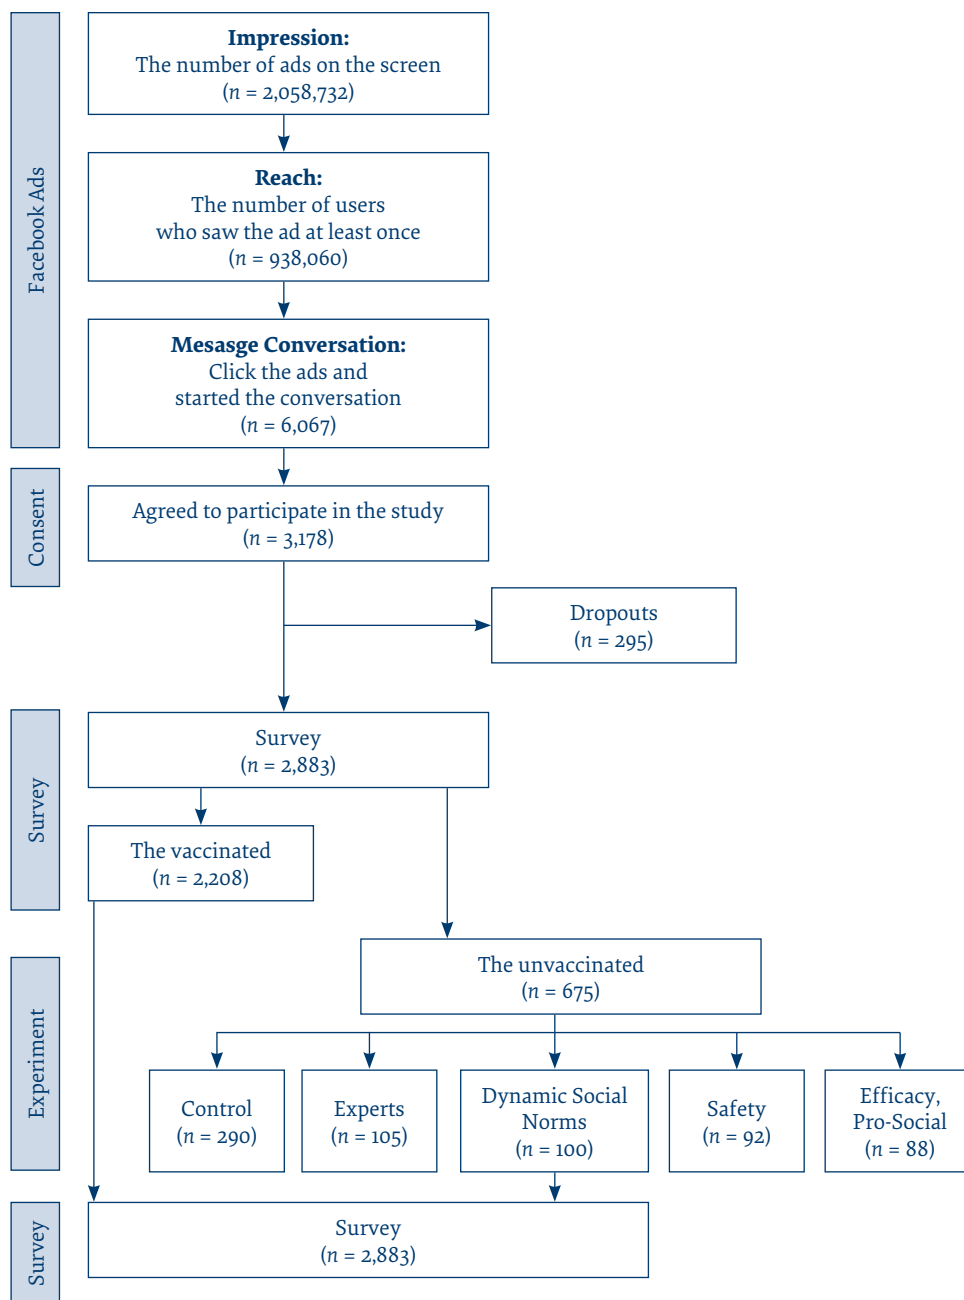 Facebook Ads
Impression:
The number of ads on the screen
(n = 2,058,732)
Reach:
The number of users
who saw the ad at least once
(n = 938,060)
Mesasge Conversation:
Click the ads and
started the conversation
(n = 6,067)
Consent
Agreed to participate in the study
(n = 3,178)
Dropouts
(n = 295)
Survey
Survey
(n = 2,883)
The vaccinated
(n = 2,208)
Experiment
The unvaccinated
(n = 675)
Control
(n = 290)
Experts
(n = 105)
Dynamic Social
Norms
(n = 100)
Safety
(n = 92)
Efficacy,
Pro-Social
(n = 88)
Survey
Survey
(n = 2,883)